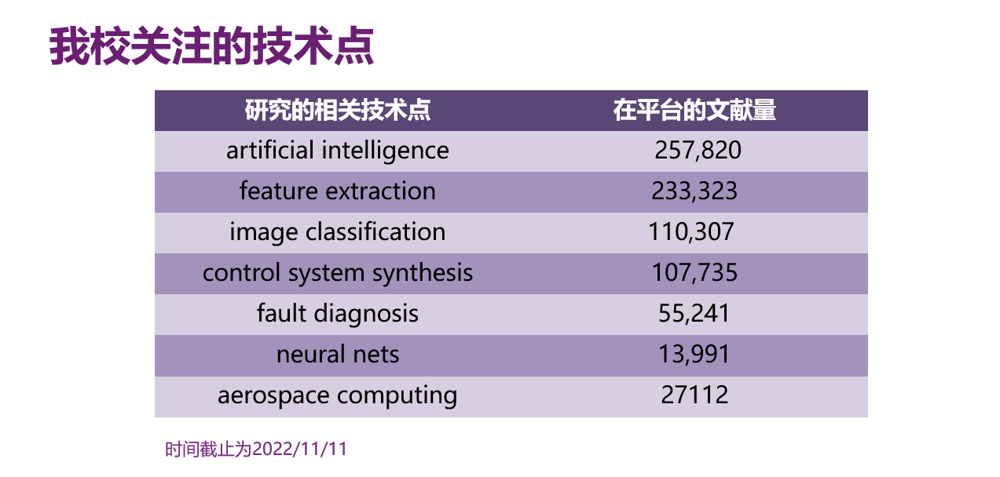 我校关注的技术点
研究的相关技术点 在平台的文献量
artificial intelligence 257,820
feature extraction 233,323
image classification 110,307
control system synthesis 107,735
fault diagnosis 55,241
neural nets 13,991
aerospace computing 27112
时间截止为2022/11/11